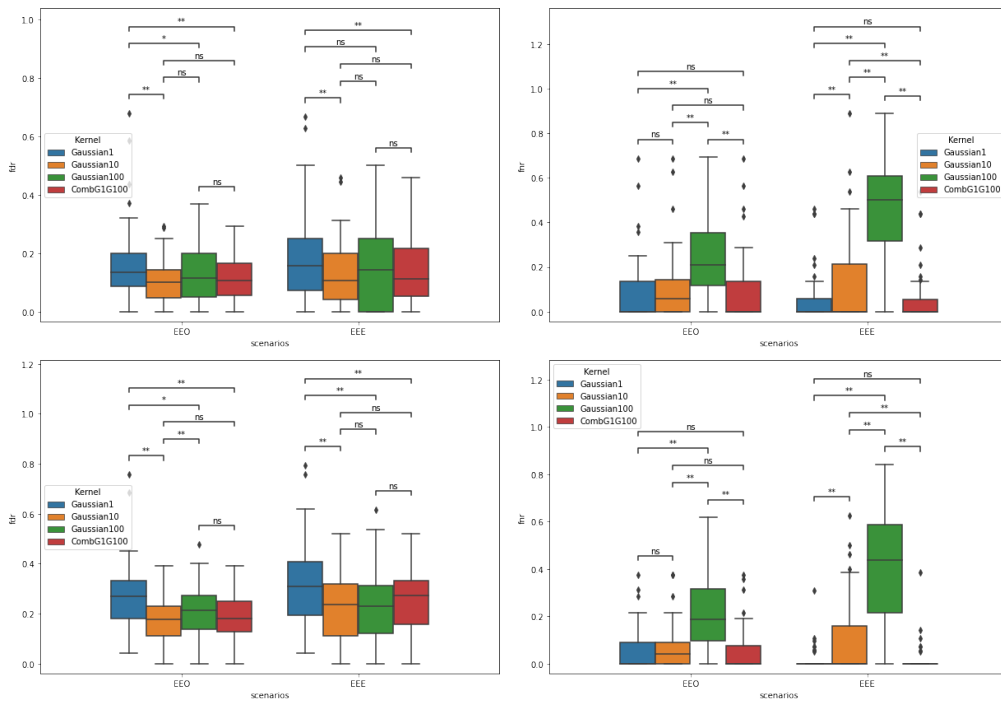 1.0
0.8
0.6
0.4
0.2
0.0
fdr
**
*
ns
ns
**
ns
**
ns
ns
ns
**
ns
Kernel
Gaussian1
Gaussian10
Gaussian100
CombG1G100
EEO
EEE
scenarios
1.2
1.0
0.8
0.6
0.4
0.2
0.0
fnr
ns
**
ns
**
ns
**
ns
**
**
**
**
**
Kernel
Gaussian1
Gaussian10
Gaussian100
CombG1G100
EEO
EEE
scenarios
1.2
1.0
0.8
0.6
0.4
0.2
0.0
fdr
**
*
ns
**
**
ns
**
**
ns
ns
**
ns
Kernel
Gaussian1
Gaussian10
Gaussian100
CombG1G100
EEO
EEE
scenarios
1.2
1.0
0.8
0.6
0.4
0.2
0.0
fnr
Kernel
Gaussian1
Gaussian10
Gaussian100
CombG1G100
ns
**
ns
**
**
ns
ns
**
**
**
**
**
EEO
EEE
scenarios